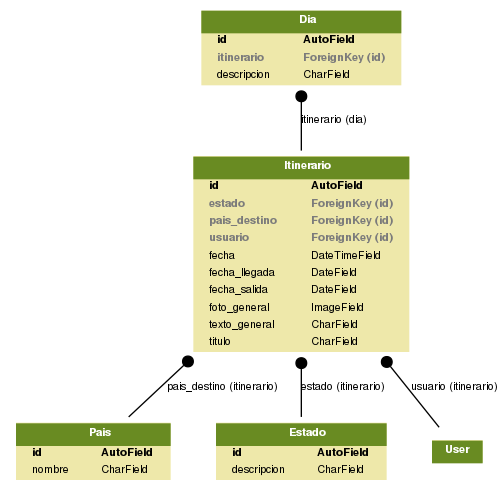 Dia
id AutoField
itinerario ForeignKey (id)
descripcion CharField
itinerario (dia)
Itinerario
id AutoField
estado ForeignKey (id)
pais_destino ForeignKey (id)
usuario ForeignKey (id)
fecha DateTimeField
fecha_llegada DateField
fecha_salida DateField
foto_general ImageField
texto_general CharField
titulo CharField
pais_destino (itinerario) estado (itinerario) usuario (itinerario)
Pais
id AutoField
nombre CharField
Estado
id AutoField
descripcion CharField
User